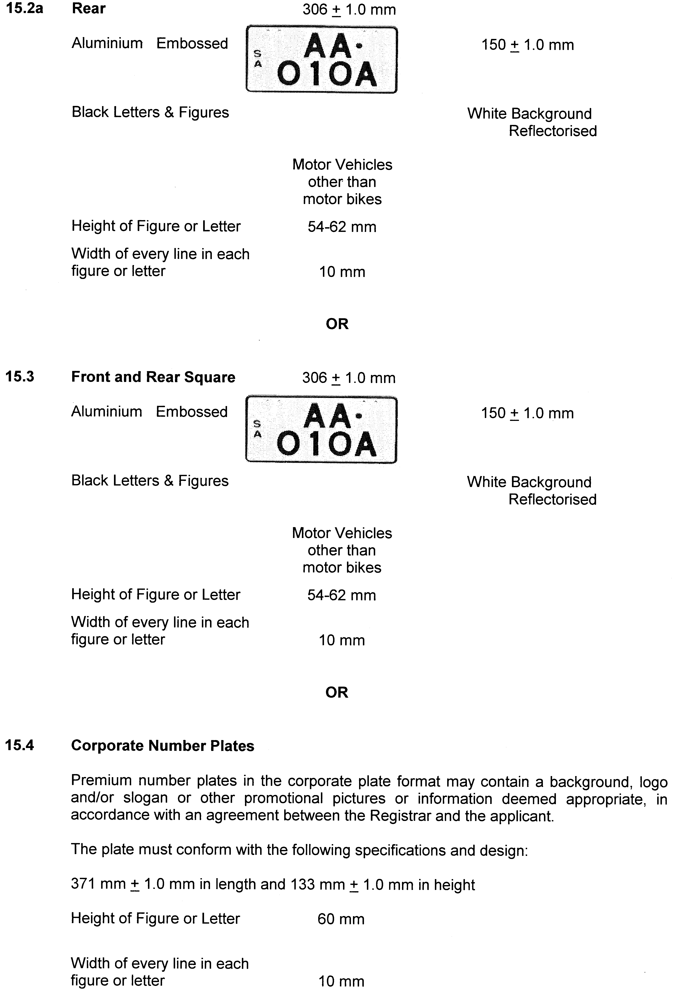 15.2a Rear 306 ± 1.0 mm
Aluminium Embossed 150 ± 1.0 mm
AA·
S
A
010A
Black Letters & Figures White Background
Reflectorised
Motor Vehicles
other than
motor bikes
Height of Figure or Letter 54-62 mm
Width of every line in each
figure or letter 10 mm
OR
15.3 Front and Rear Square 306 ± 1.0 mm
Aluminium Embossed 150 ± 1.0 mm
AA·
S
A
010A
Black Letters & Figures White Background
Reflectorised
Motor Vehicles
other than
motor bikes
Height of Figure or Letter 54-62 mm
Width of every line in each
figure or letter 10 mm
OR
15.4 Corporate Number Plates
Premium number plates in the corporate plate format may contain a background, logo
and/or slogan or other promotional pictures or information deemed appropriate, in
accordance with an agreement between the Registrar and the applicant.
The plate must conform with the following specifications and design:
371 mm ± 1.0 mm in length and 133 mm ± 1.0 mm in height
Height of Figure or Letter 60 mm
Width of every line in each
figure or letter 10 mm